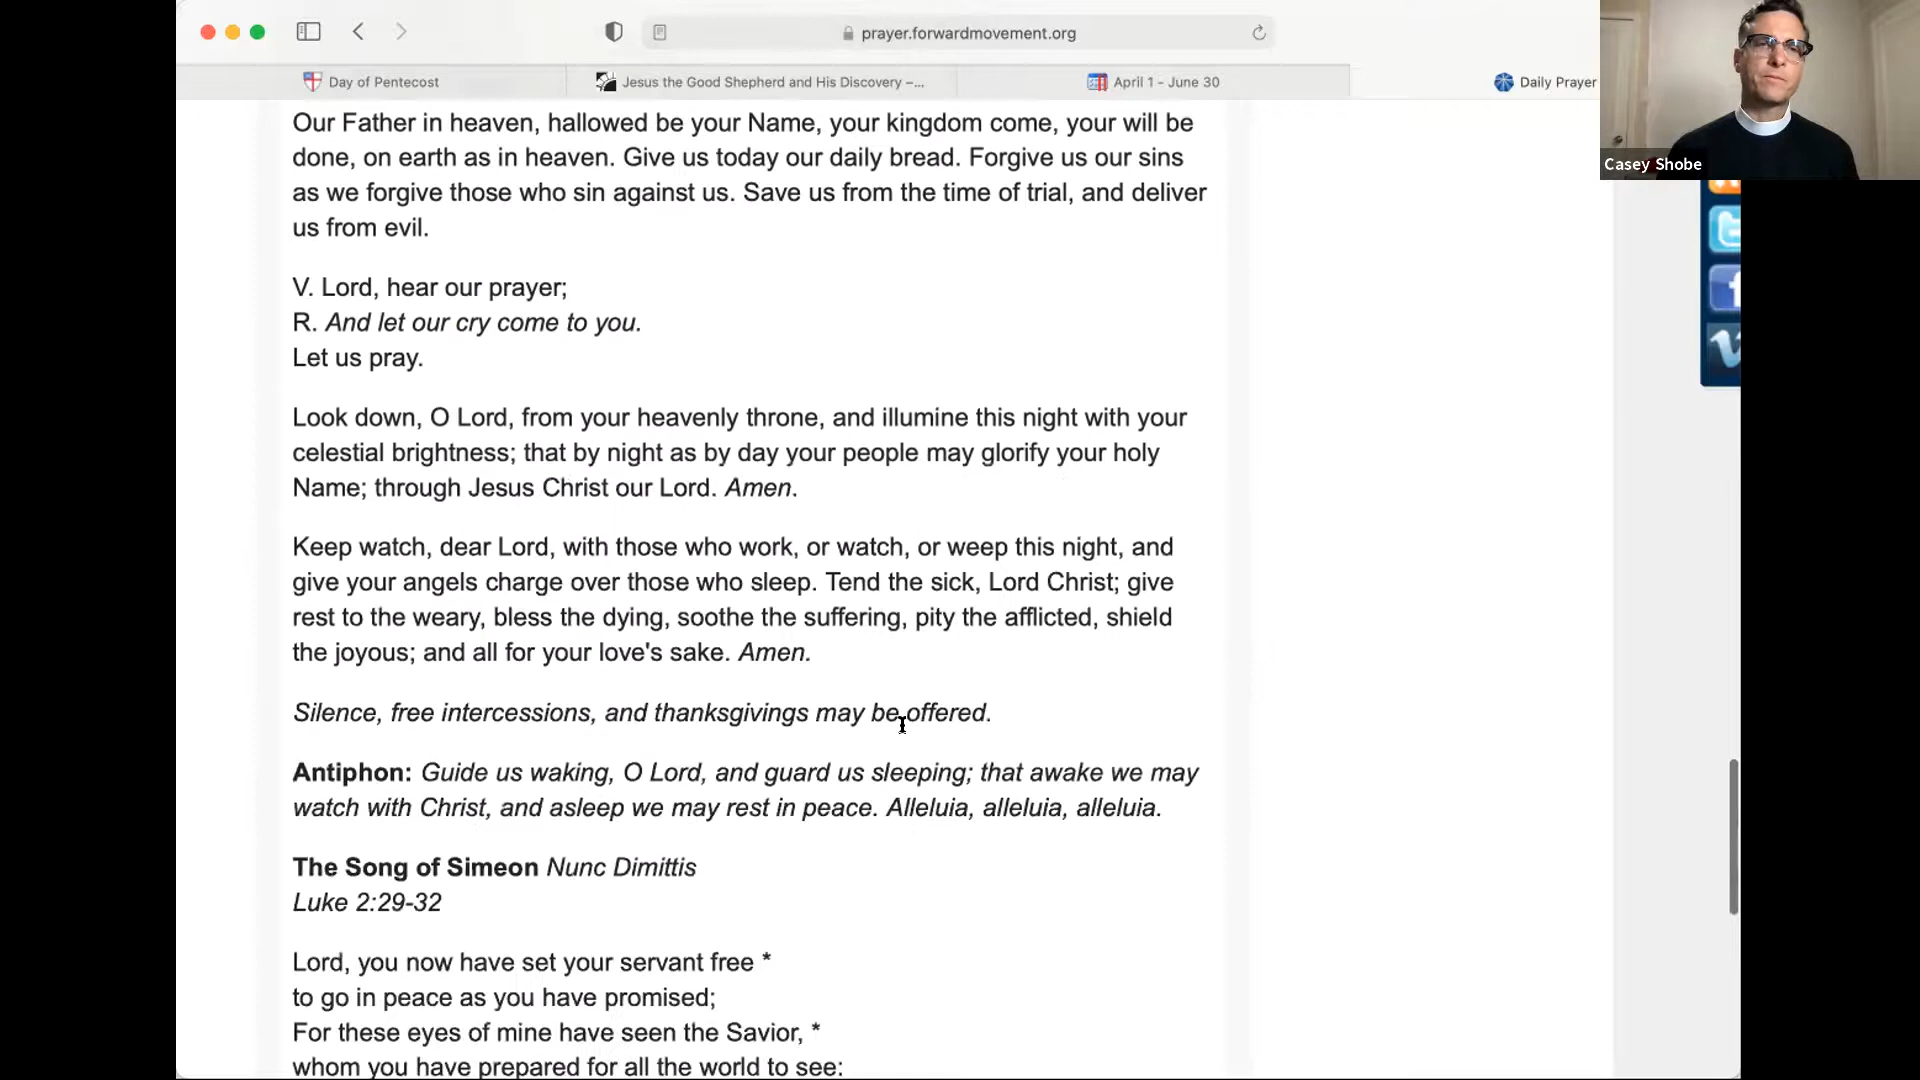 prayer.forwardmovement.org
Day of Pentecost
Jesus the Good Shepherd and His Discovery –...
April 1 - June 30
Daily Prayer
Casey Shobe
Our Father in heaven, hallowed be your Name, your kingdom come, your will be
done, on earth as in heaven. Give us today our daily bread. Forgive us our sins
as we forgive those who sin against us. Save us from the time of trial, and deliver
us from evil.
V. Lord, hear our prayer;
R. And let our cry come to you.
Let us pray.
Look down, O Lord, from your heavenly throne, and illumine this night with your
celestial brightness; that by night as by day your people may glorify your holy
Name; through Jesus Christ our Lord. Amen.
Keep watch, dear Lord, with those who work, or watch, or weep this night, and
give your angels charge over those who sleep. Tend the sick, Lord Christ; give
rest to the weary, bless the dying, soothe the suffering, pity the afflicted, shield
the joyous; and all for your love's sake. Amen.
Silence, free intercessions, and thanksgivings may be offered.
Antiphon: Guide us waking, O Lord, and guard us sleeping; that awake we may
watch with Christ, and asleep we may rest in peace. Alleluia, alleluia, alleluia.
The Song of Simeon Nunc Dimittis
Luke 2:29-32
Lord, you now have set your servant free *
to go in peace as you have promised;
For these eyes of mine have seen the Savior, *
whom you have prepared for all the world to see: